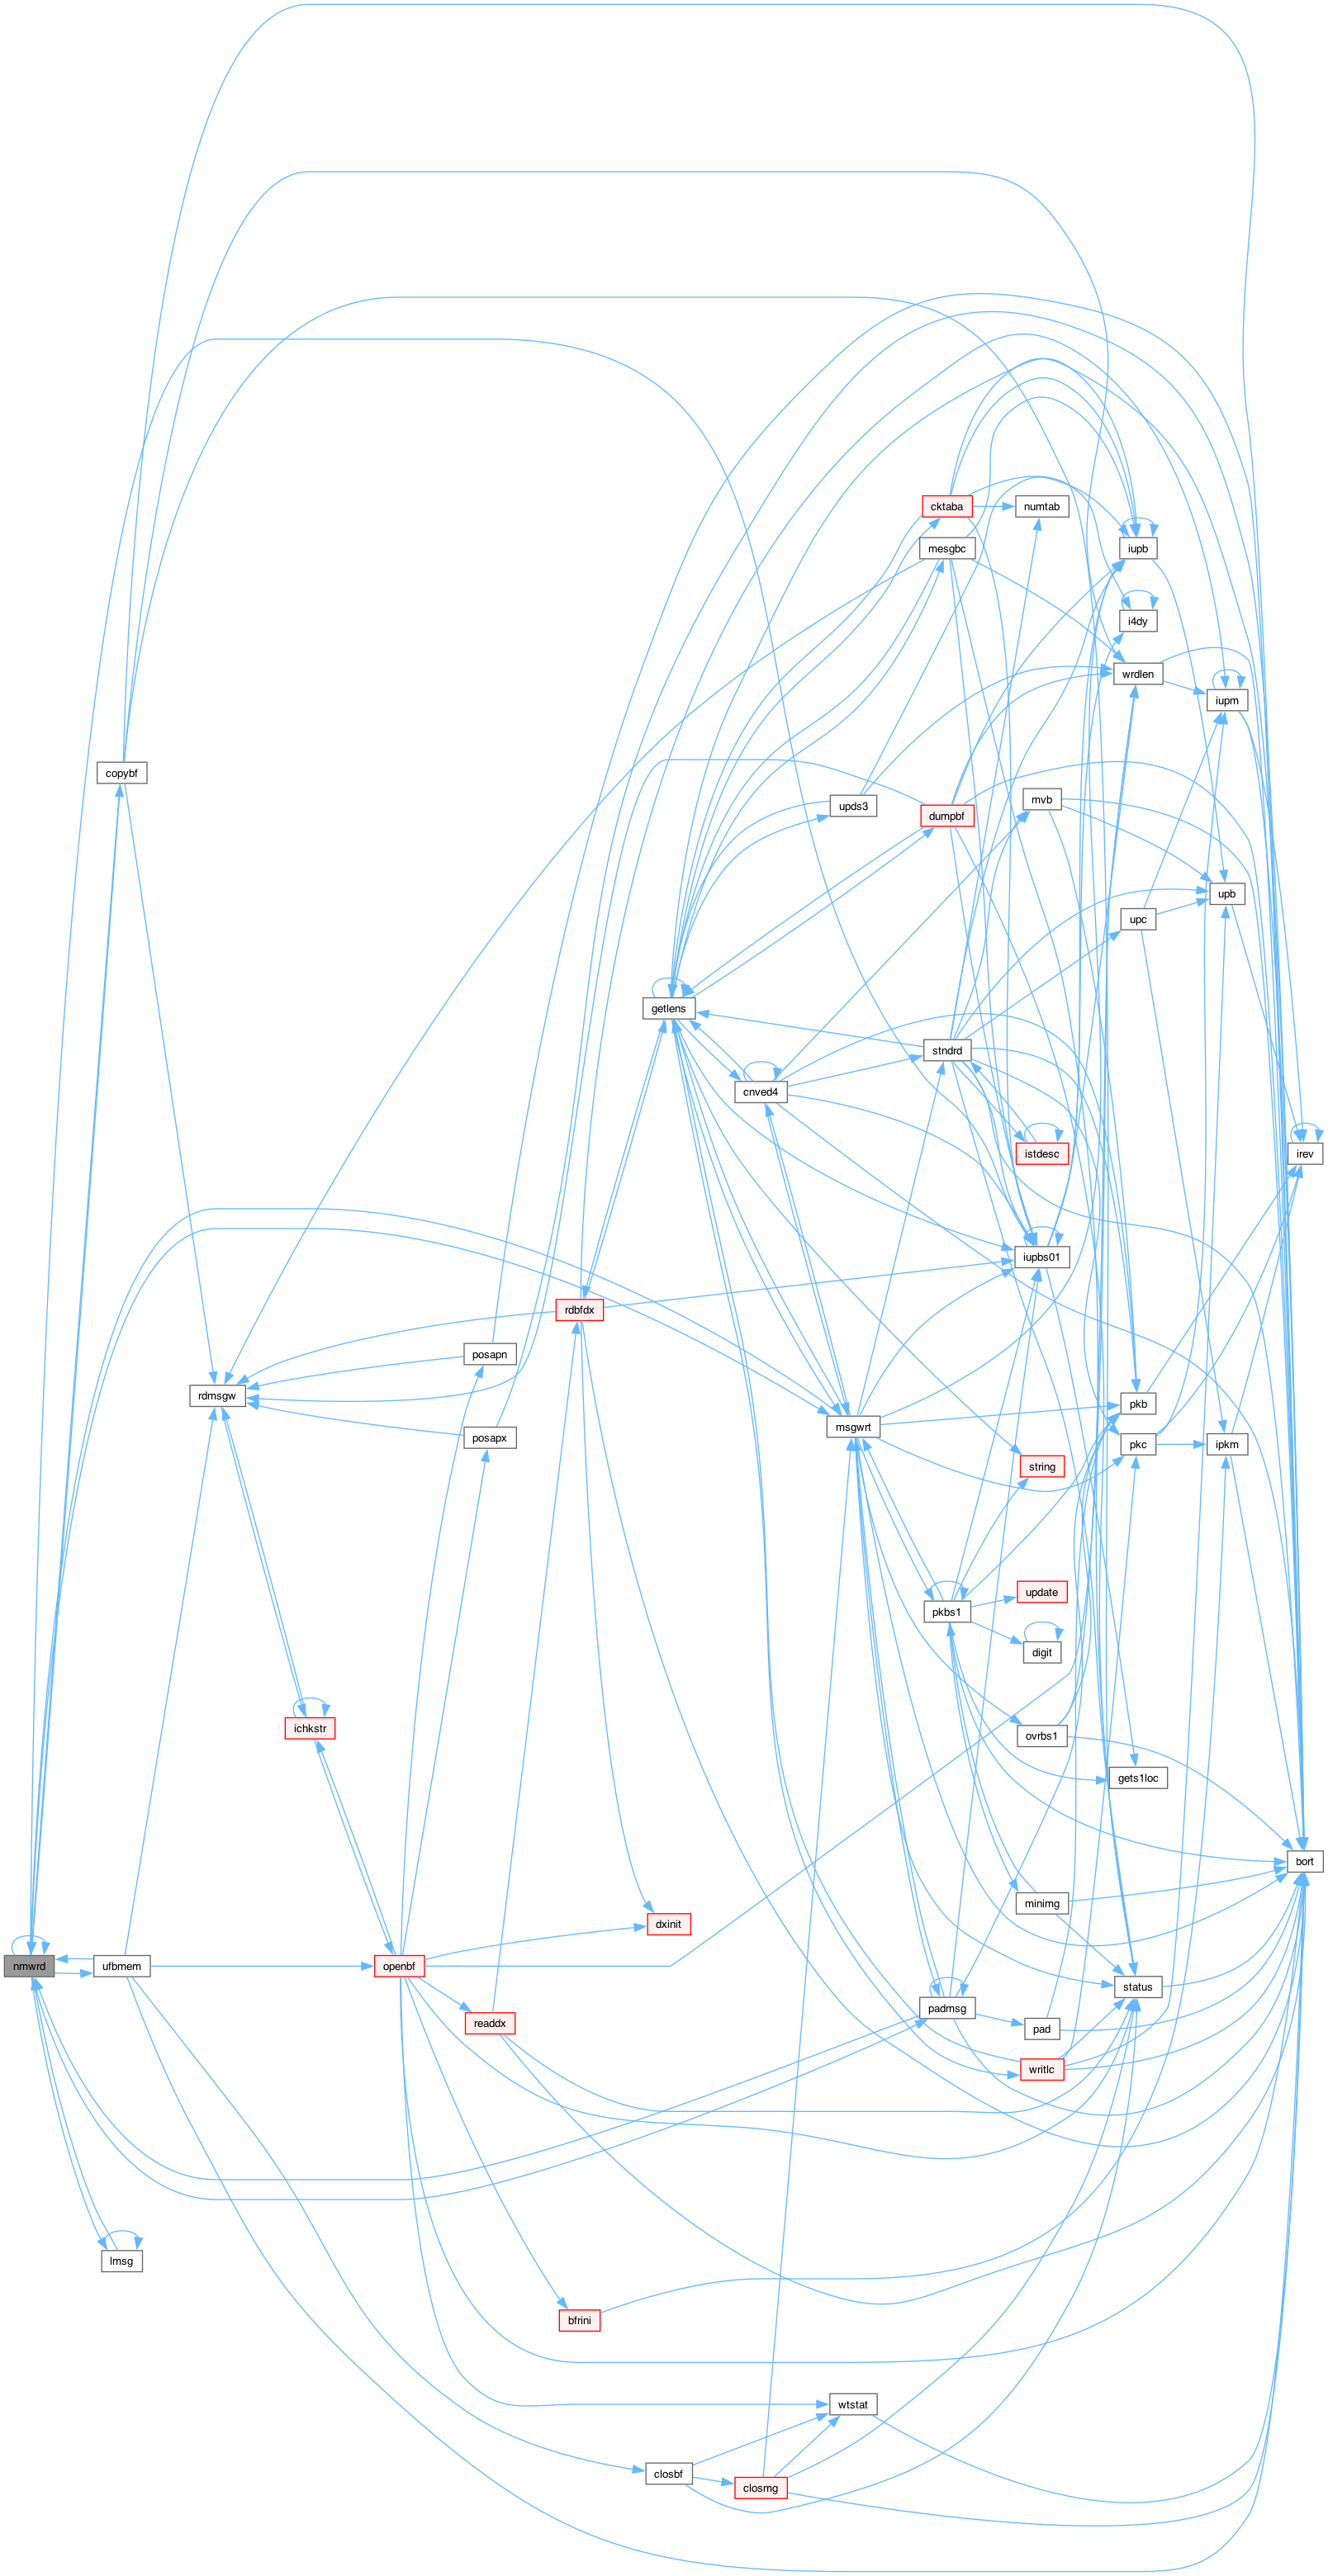 cktaba
numtab
mesgbc
iupb
i4dy
wrdlen
iupm
copybf
mvb
upds3
dumpbf
upb
upc
getlens
stndrd
cnved4
istdesc
irev
iupbs01
rdbfdx
posapn
rdmsgw
pkb
msgwrt
posapx
pkc
ipkm
string
update
pkbs1
digit
ichkstr
ovrbs1
gets1loc
bort
minimg
dxinit
nmwrd
ufbmem
openbf
status
padmsg
readdx
pad
writlc
lmsg
bfrini
wtstat
closbf
closmg